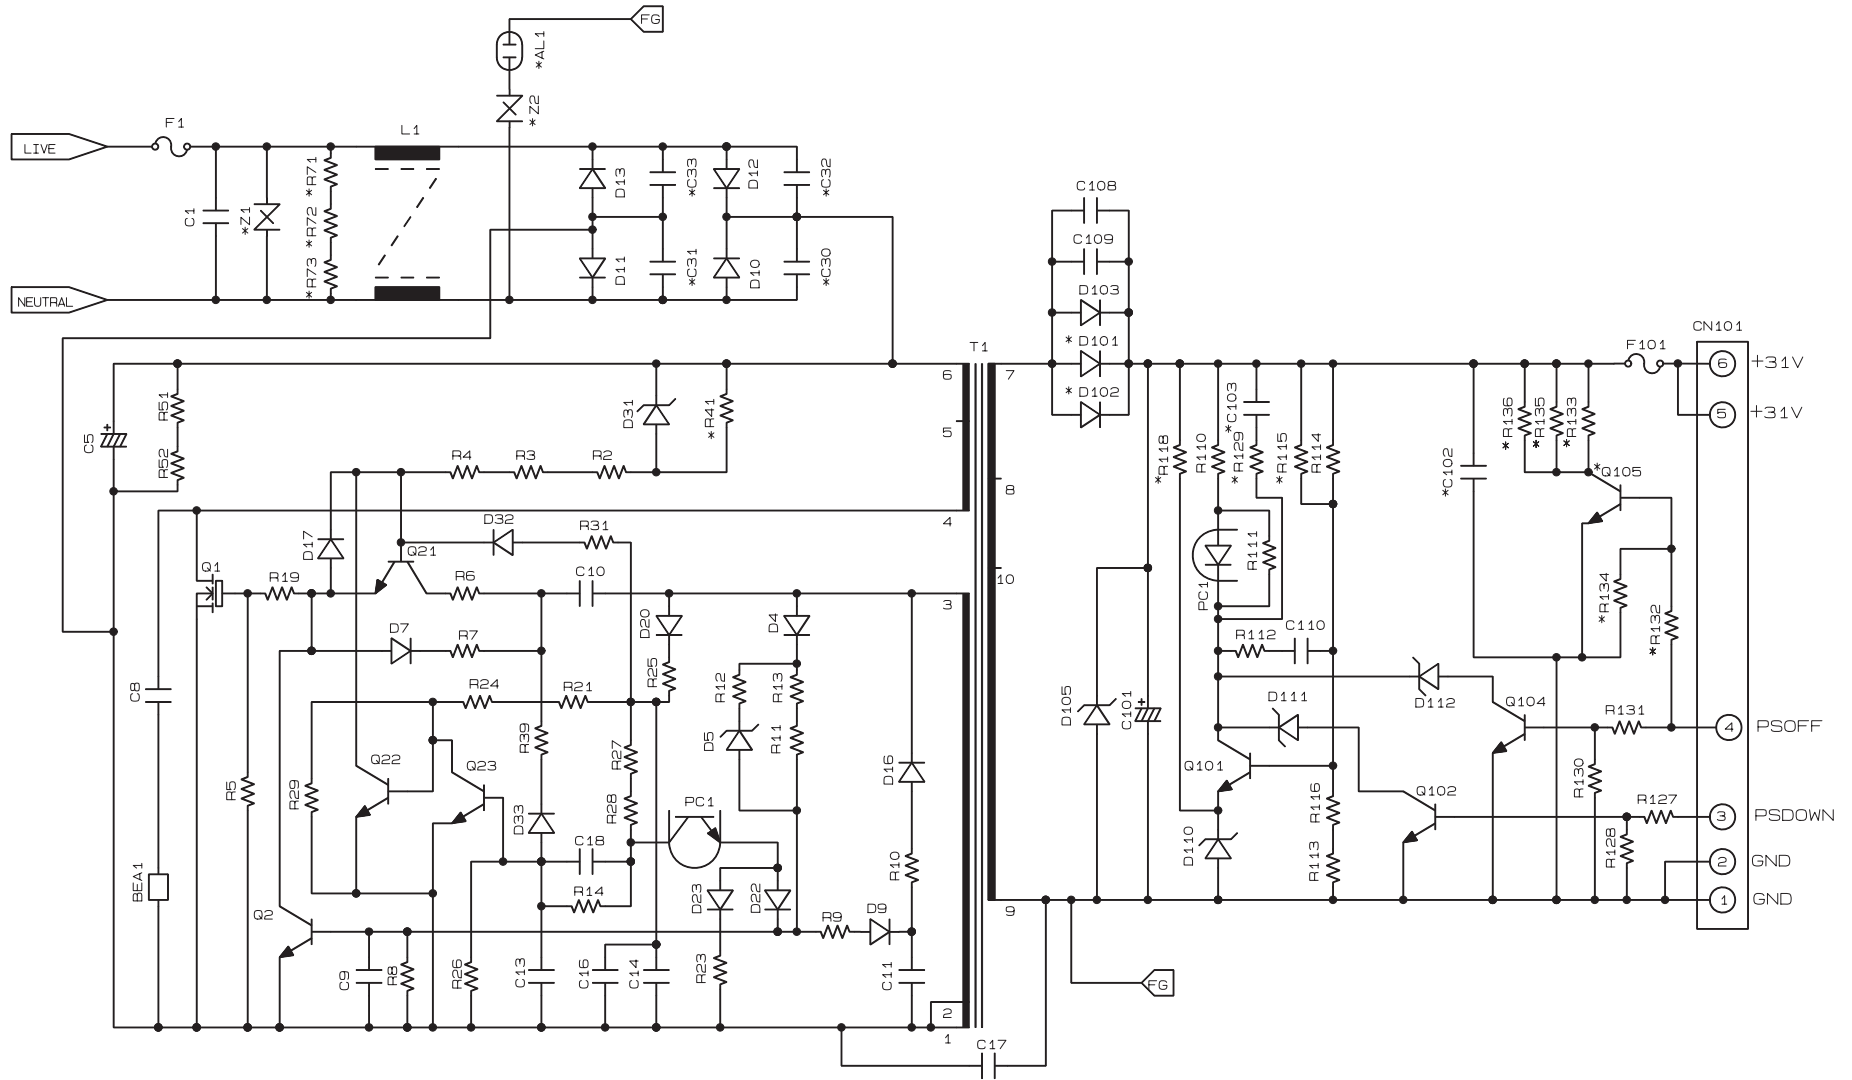 FG
*AL1
*Z2
F1
L1
LIVE
NEUTRAL
C1
*Z1
*R71
*R72
*R73
D13
*C33
D12
*C32
D11
*C31
D10
*C30
C108
C109
D103
* D101
* D102
T1
6
7
5
8
4
10
3
2
1
9
F101
CN101
6
+31V
5
+31V
C5
+
R51
R52
D31
*R41
R4
R3
R2
D32
R31
D17
Q21
Q1
R19
R6
C10
D7
R7
D20
D4
R25
R24
R21
R12
R13
C8
R39
R27
D5
R11
D16
Q22
Q23
R5
R29
D33
R28
PC1
C18
R10
BEA1
R14
D23
D22
Q2
R9
D9
C9
R8
R26
C13
C16
C14
R23
C11
C17
*R118
R110
*C103
*R129
*R115
R114
R111
PC1
R112
C110
D105
C101
+
D111
D112
Q101
Q102
Q104
R116
D110
R113
*C102
*R136
*R135
*R133
*Q105
*R134
*R132
R131
4
PSOFF
R130
R127
3
PSDOWN
R128
2
GND
1
GND
FG